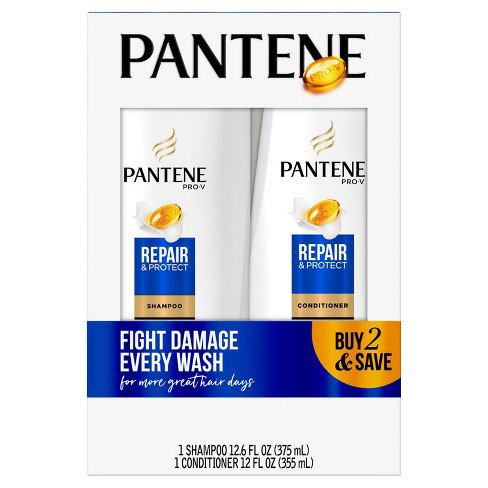 PANTENE
PRO-V
PANTENE
PRO-V
PRO-V
REPAIR
& PROTECT
SHAMPOO
PANTENE
PRO-V
REPAIR
& PROTECT
CONDITIONER
FIGHT DAMAGE
EVERY WASH
for more great hair days
BUY 2
& SAVE
1 SHAMPOO 12.6 FL OZ (375 mL)
1 CONDITIONER 12 FL OZ (355 mL)